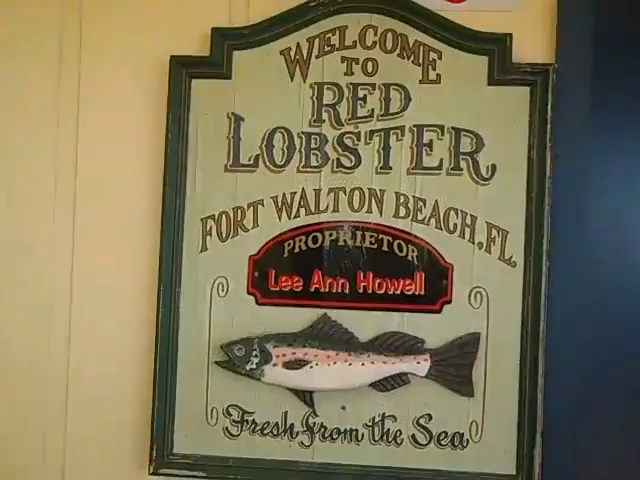 WELCOME
TO
RED
LOBSTER
FORT WALTON BEACH, FL.
PROPRIETOR
Lee Ann Howell
Fresh from the Sea